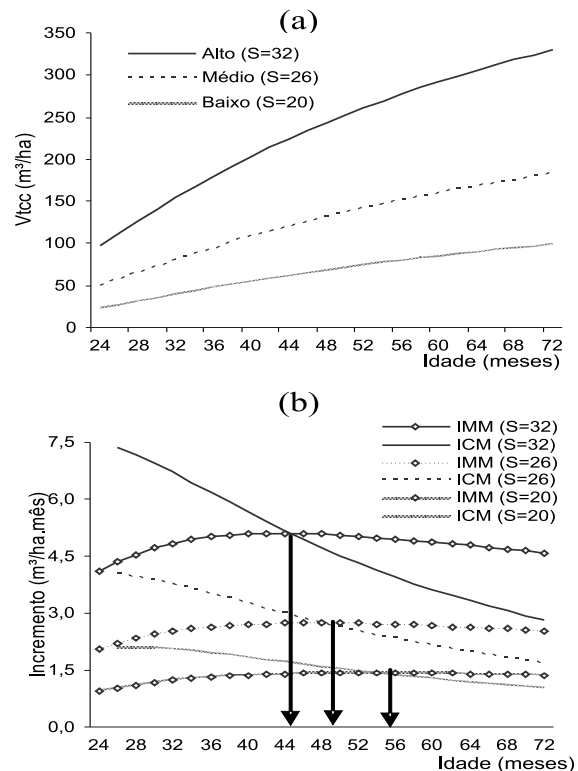 (a)
350
300
250
200
150
100
50
0
Vtcc (m³/ha)
Alto (S=32)
Médio (S=26)
Baixo (S=20)
24 28 32 36 40 44 48 52 56 60 64 68 72
Idade (meses)
(b)
7,5
6,0
4,5
3,0
1,5
0,0
Incremento (m³/ha.mês)
IMM (S=32)
ICM (S=32)
IMM (S=26)
ICM (S=26)
IMM (S=20)
ICM (S=20)
24 28 32 36 40 44 48 52 56 60 64 68 72
Idade (meses)